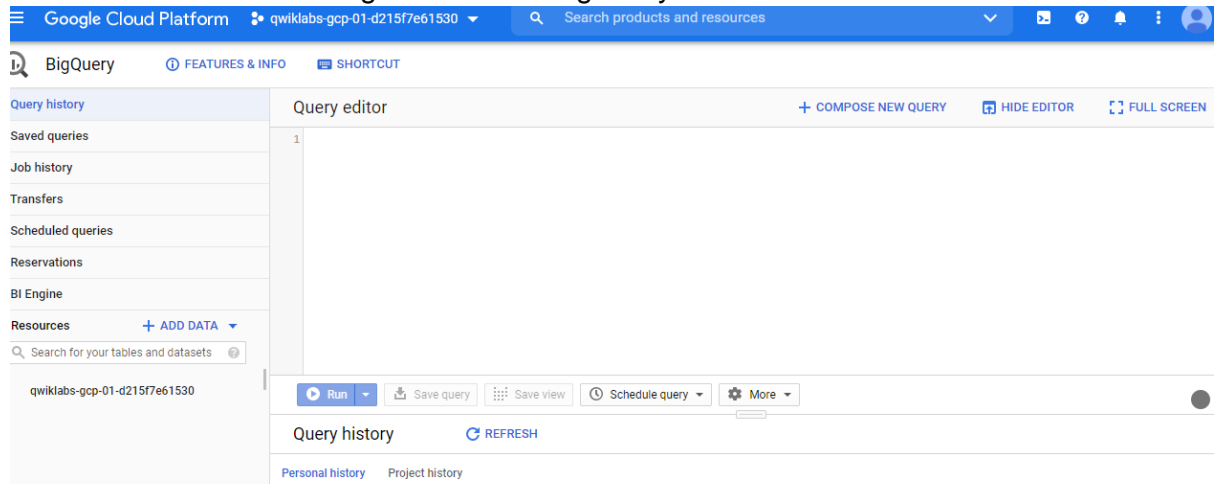 Google Cloud Platform qwiklabs-gcp-01-d215f7e61530 Search products and resources
BigQuery FEATURES & INFO SHORTCUT
Query history
Saved queries
Job history
Transfers
Scheduled queries
Reservations
BI Engine
Resources + ADD DATA
Search for your tables and datasets
qwiklabs-gcp-01-d215f7e61530
Query editor + COMPOSE NEW QUERY HIDE EDITOR FULL SCREEN
1
Run Save query Save view Schedule query More
Query history REFRESH
Personal history Project history